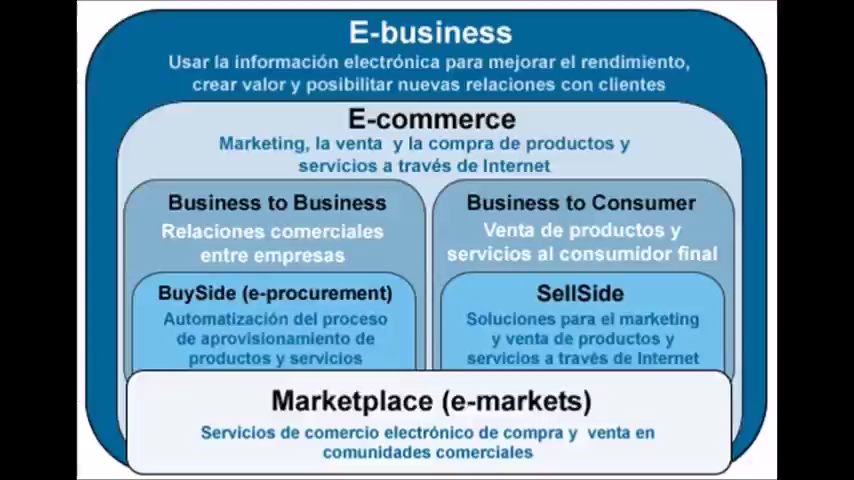 E-business
Usar la información electrónica para mejorar el rendimiento,
crear valor y posibilitar nuevas relaciones con clientes
E-commerce
Marketing, la venta y la compra de productos y
servicios a través de Internet
Business to Business
Relaciones comerciales
entre empresas
Business to Consumer
Venta de productos y
servicios al consumidor final
BuySide (e-procurement)
Automatización del proceso
de aprovisionamiento de
productos y servicios
SellSide
Soluciones para el marketing
y venta de productos y
servicios a través de Internet
Marketplace (e-markets)
Servicios de comercio electrónico de compra y venta en
comunidades comerciales